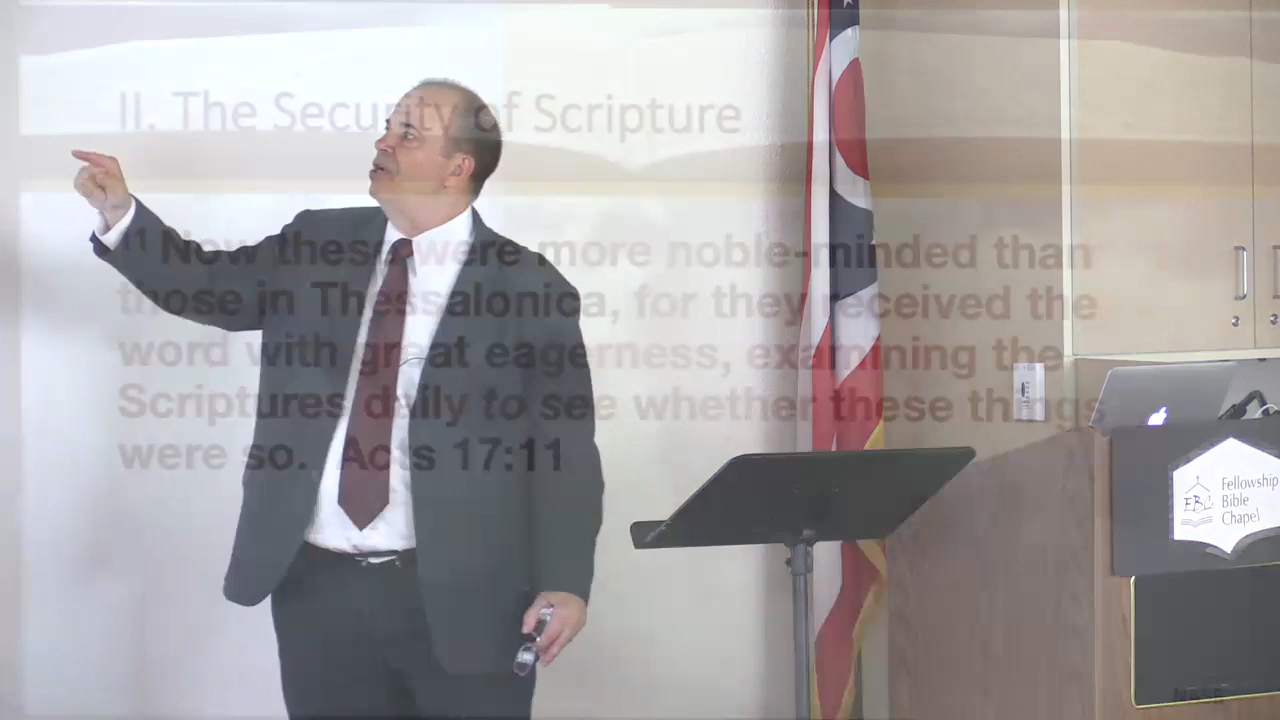 II. The Security of Scripture
11 Now these were more noble-minded than
those in Thessalonica, for they received the
word with great eagerness, examining the
Scriptures daily to see whether these things
were so. Acts 17:11
FBC
Fellowship
Bible
Chapel
NASB